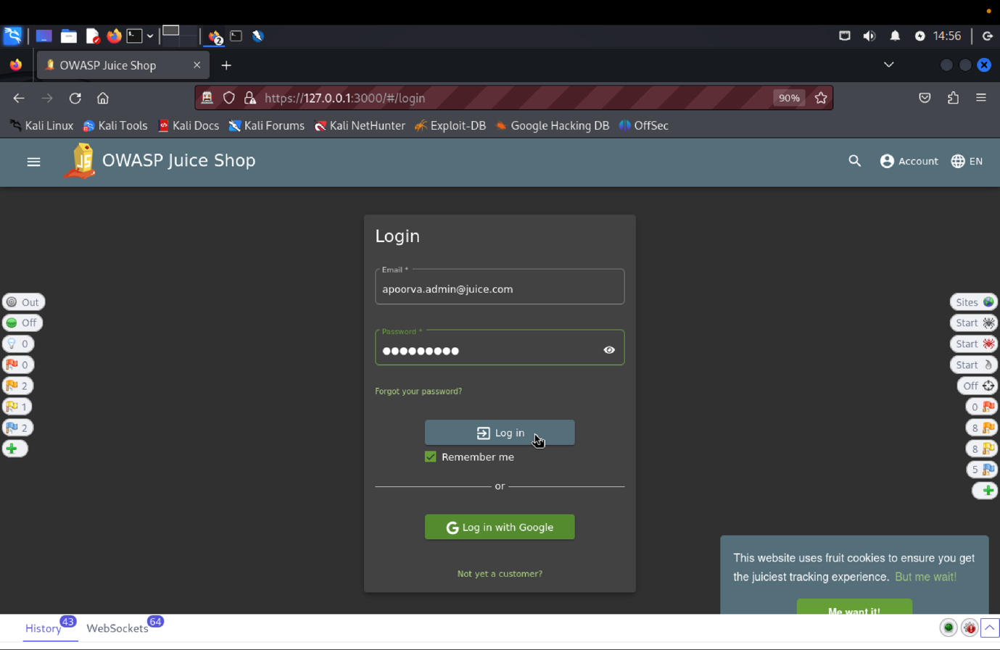 2
14:56
OWASP Juice Shop
https://127.0.0.1:3000/#/login
90%
Kali Linux
Kali Tools
Kali Docs
Kali Forums
Kali NetHunter
Exploit-DB
Google Hacking DB
OffSec
JS
OWASP Juice Shop
Account
EN
Login
Email *
apoorva.admin@juice.com
Password *
●●●●●●●●●
Forgot your password?
Log in
Remember me
or
G Log in with Google
Not yet a customer?
Out
Off
0
0
2
1
2
Sites
Start
Start
Start
Off
0
8
8
5
This website uses fruit cookies to ensure you get
the juiciest tracking experience. But me wait!
Me want it!
History 43
WebSockets 64